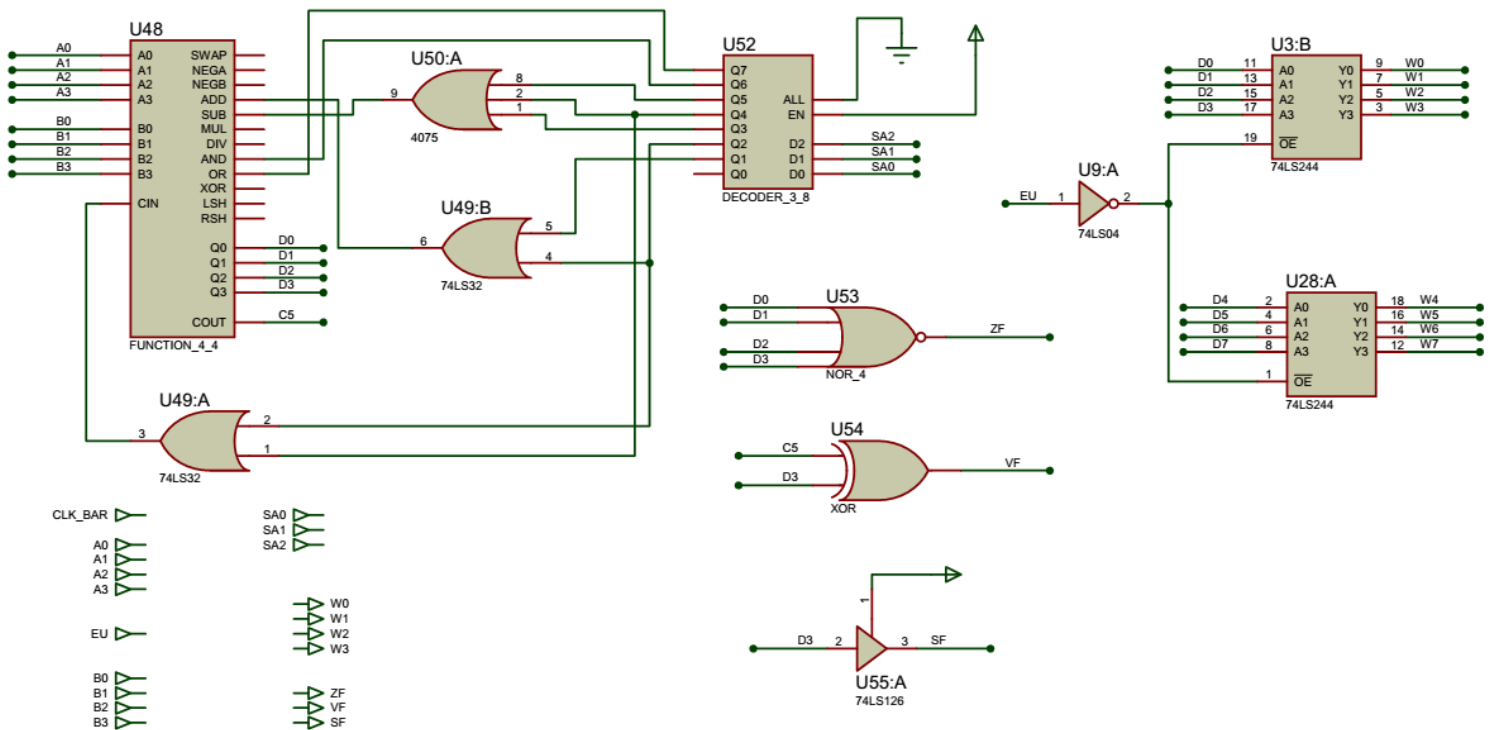 U48
A0 A0 SWAP
A1 A1 NEGA
A2 A2 NEGB
A3 A3 ADD
SUB
B0 B0 MUL
B1 B1 DIV
B2 B2 AND
B3 B3 OR
XOR
CIN LSH
RSH
Q0 D0
Q1 D1
Q2 D2
Q3 D3
COUT C5
FUNCTION_4_4
U50:A
9 8
2
1
4075
U49:B
6 5
4
74LS32
U49:A
3 2
1
74LS32
U52
Q7
Q6
Q5 ALL
Q4 EN
Q3
Q2 D2 SA2
Q1 D1 SA1
Q0 D0 SA0
DECODER_3_8
U3:B
D0 11 A0 Y0 9 W0
D1 13 A1 Y1 7 W1
D2 15 A2 Y2 5 W2
D3 17 A3 Y3 3 W3
19 OE
74LS244
U9:A
EU 1 2
74LS04
U28:A
D4 2 A0 Y0 18 W4
D5 4 A1 Y1 16 W5
D6 6 A2 Y2 14 W6
D7 8 A3 Y3 12 W7
1 OE
74LS244
U53
D0
D1
ZF
D2
D3
NOR_4
U54
C5
VF
D3
XOR
1
D3 2 3 SF
U55:A
74LS126
CLK_BAR
A0
A1
A2
A3
EU
B0
B1
B2
B3
SA0
SA1
SA2
W0
W1
W2
W3
ZF
VF
SF